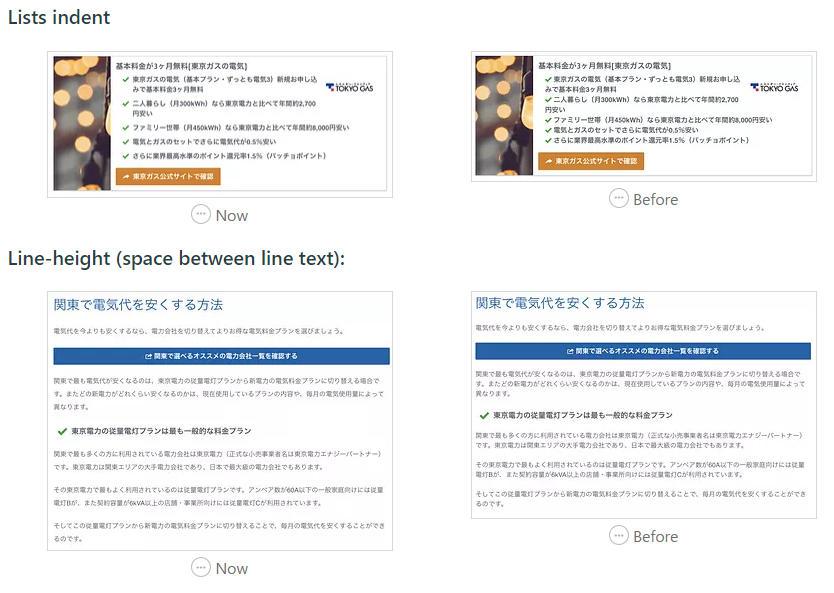 Lists indent
基本料金が3ヶ月無料[東京ガスの電気]
東京ガスの電気（基本プラン・ずっとも電気3）新規お申し込
みで基本料金3ヶ月無料
二人暮らし（月300kWh）なら東京電力と比べて年間約2,700
円安い
ファミリー世帯（月450kWh）なら東京電力と比べて年間約8,000円安い
電気とガスのセットでさらに電気代が0.5%安い
さらに業界最高水準のポイント還元率1.5%（パッチョポイント）
東京ガス公式サイトで確認
TOKYO GAS
Now
基本料金が3ヶ月無料[東京ガスの電気]
東京ガスの電気（基本プラン・ずっとも電気3）新規お申し込
みで基本料金3ヶ月無料
二人暮らし（月300kWh）なら東京電力と比べて年間約2,700
円安い
ファミリー世帯（月450kWh）なら東京電力と比べて年間約8,000円安い
電気とガスのセットでさらに電気代が0.5%安い
さらに業界最高水準のポイント還元率1.5%（パッチョポイント）
東京ガス公式サイトで確認
TOKYO GAS
Before
Line-height (space between line text):
関東で電気代を安くする方法
電気代を今よりも安くするなら、電力会社を切り替えてよりお得な電気料金プランを選びましょう。
関東で選べるオススメの電力会社一覧を確認する
関東で最も電気代が安くなるのは、東京電力の従量電灯プランから新電力の電気料金プランに切り替える場合で
す。またどの新電力がどれくらい安くなるのかは、現在使用しているプランの内容や、毎月の電気使用量によって
異なります。
東京電力の従量電灯プランは最も一般的な料金プラン
関東で最も多くの方に利用されている電力会社は東京電力（正式な小売事業者名は東京電力エナジーパートナー）
です。東京電力は関東エリアの大手電力会社であり、日本で最大級の電力会社でもあります。
その東京電力で最もよく利用されているのは従量電灯プランです。アンペア数が60A以下の一般家庭向けには従量
電灯Bが、また契約容量が6kVA以上の店舗・事業所向けには従量電灯Cが利用されています。
そしてこの従量電灯プランから新電力の電気料金プランに切り替えることで、毎月の電気代を安くすることができ
るのです。
Now
関東で電気代を安くする方法
電気代を今よりも安くするなら、電力会社を切り替えてよりお得な電気料金プランを選びましょう。
関東で選べるオススメの電力会社一覧を確認する
関東で最も電気代が安くなるのは、東京電力の従量電灯プランから新電力の電気料金プランに切り替える場合で
す。またどの新電力がどれくらい安くなるのかは、現在使用しているプランの内容や、毎月の電気使用量によって
異なります。
東京電力の従量電灯プランは最も一般的な料金プラン
関東で最も多くの方に利用されている電力会社は東京電力（正式な小売事業者名は東京電力エナジーパートナー）
です。東京電力は関東エリアの大手電力会社であり、日本で最大級の電力会社でもあります。
その東京電力で最もよく利用されているのは従量電灯プランです。アンペア数が60A以下の一般家庭向けには従量
電灯Bが、また契約容量が6kVA以上の店舗・事業所向けには従量電灯Cが利用されています。
そしてこの従量電灯プランから新電力の電気料金プランに切り替えることで、毎月の電気代を安くすることができ
るのです。
Before